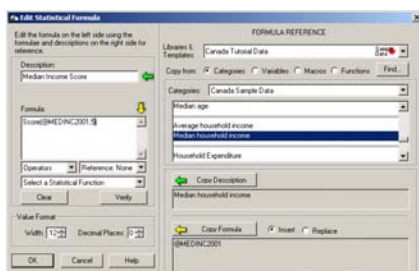 Edit Statistical Formula
Edit the formula on the left side using the
formulae and descriptions on the right side for
reference.
Description:
Median Income Score
Formula:
Score(@MEDINC2001,5)
Operators
Reference: None
Select a Statistical Function
Clear
Verify
Value Format
Width: 12
Decimal Places: 0
OK
Cancel
Help
FORMULA REFERENCE
Libraries &
Templates:
Canada Tutorial Data
Copy from:
Categories
Variables
Macros
Functions
Find...
Categories:
Canada Sample Data
Median age
Average household income
Median household income
Household Expenditure
Copy Description
Median household income
Copy Formula
Insert
Replace
@MEDINC2001